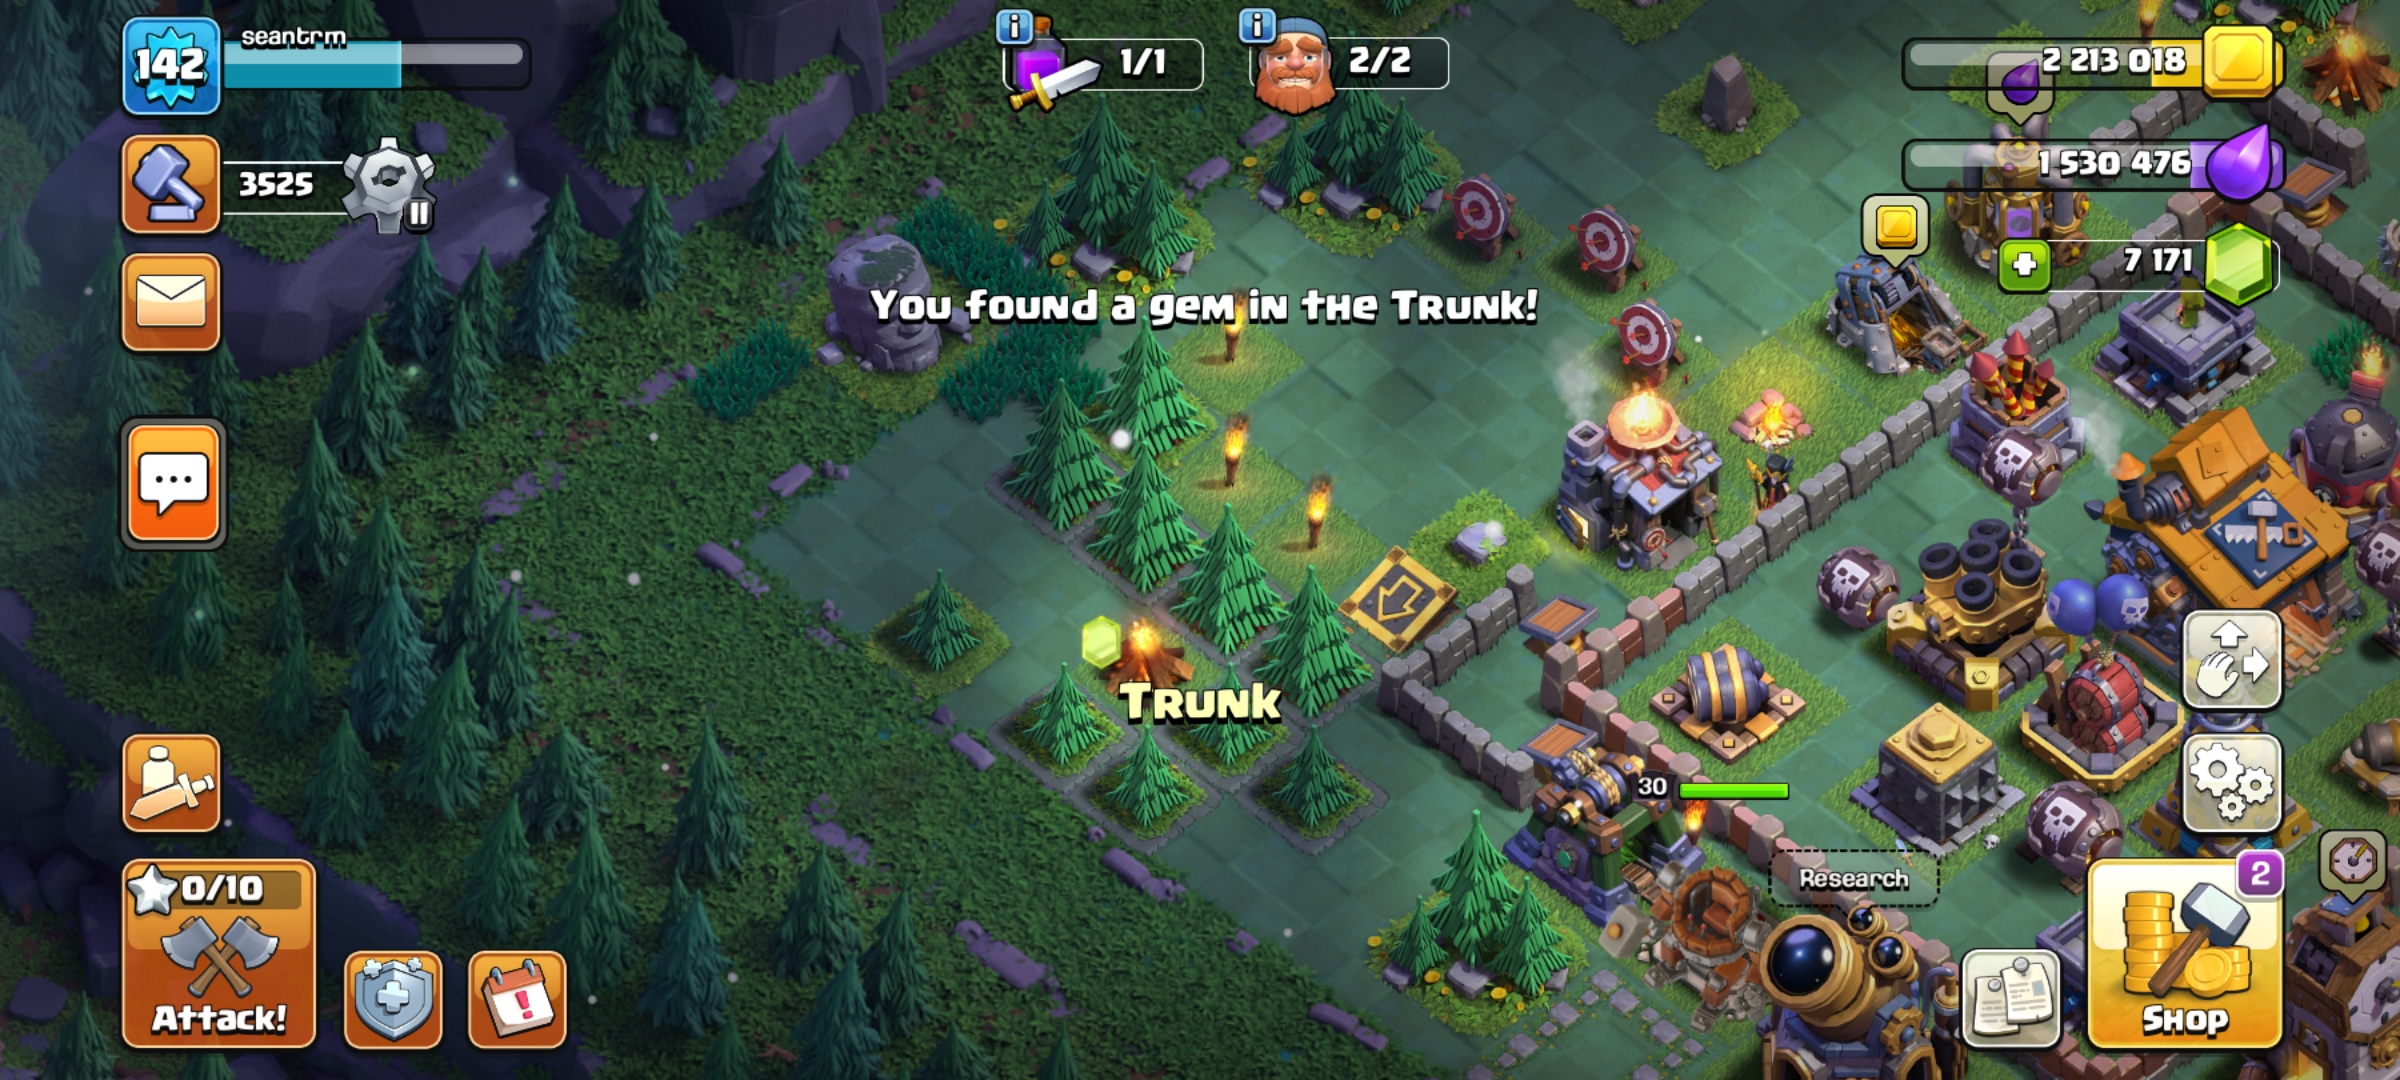 142
seantrm
1/1
2/2
2 213 018
3525
1 530 476
7 171
You found a gem in the Trunk!
Trunk
30
Research
0/10
Attack!
2
Shop